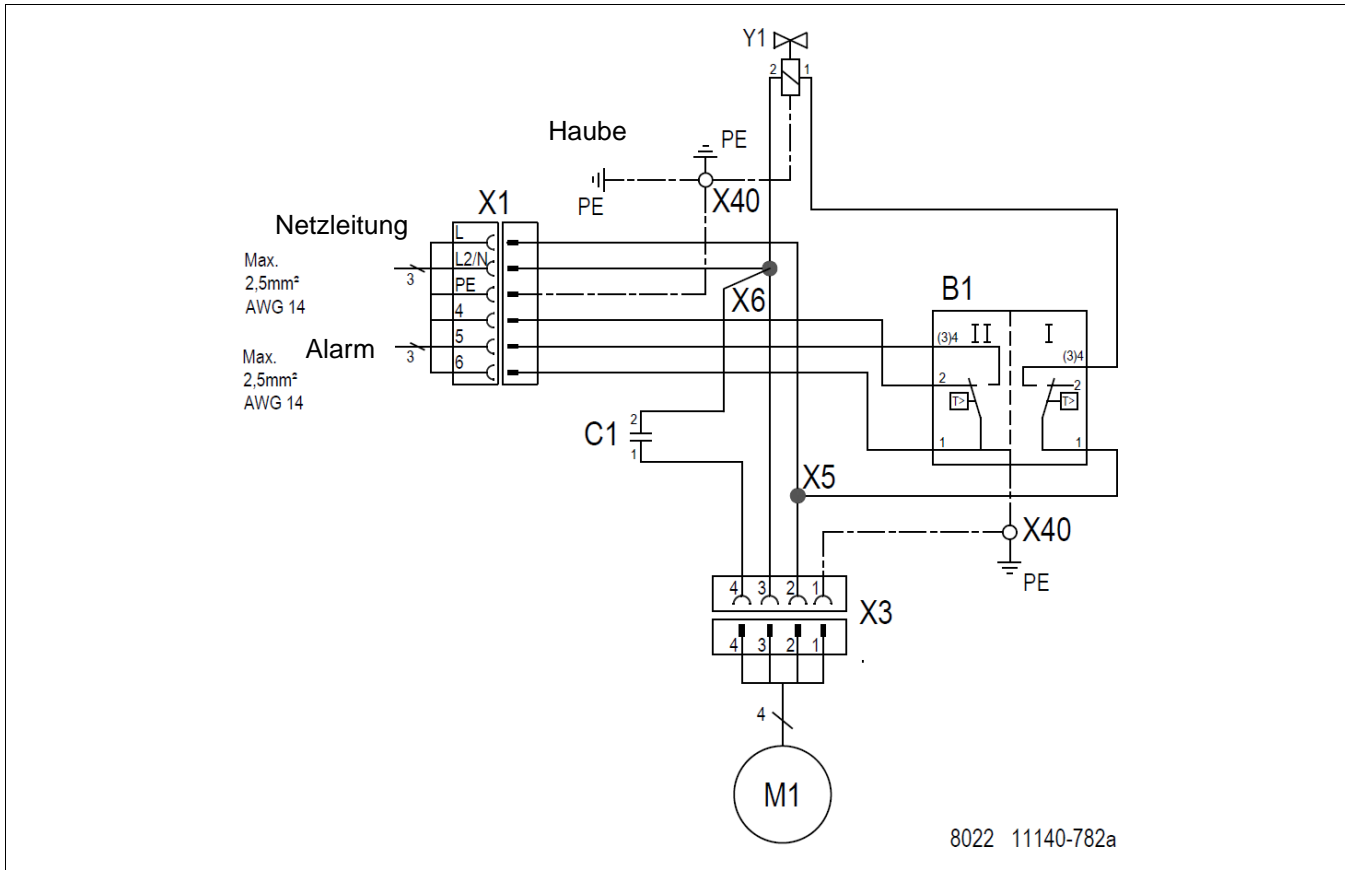 Y1
2 1
Haube
PE
PE
X40
X1
Netzleitung
Max.
2,5mm²
AWG 14
3
L
L2/N
PE
4
5
6
Alarm
3
Max.
2,5mm²
AWG 14
X6
B1
(3)4 II I
(3)4
2 2
T> T>
1 1
C1
2
1
X5
X40
PE
4 3 2 1
X3
4 3 2 1
4
M1
8022 11140-782a